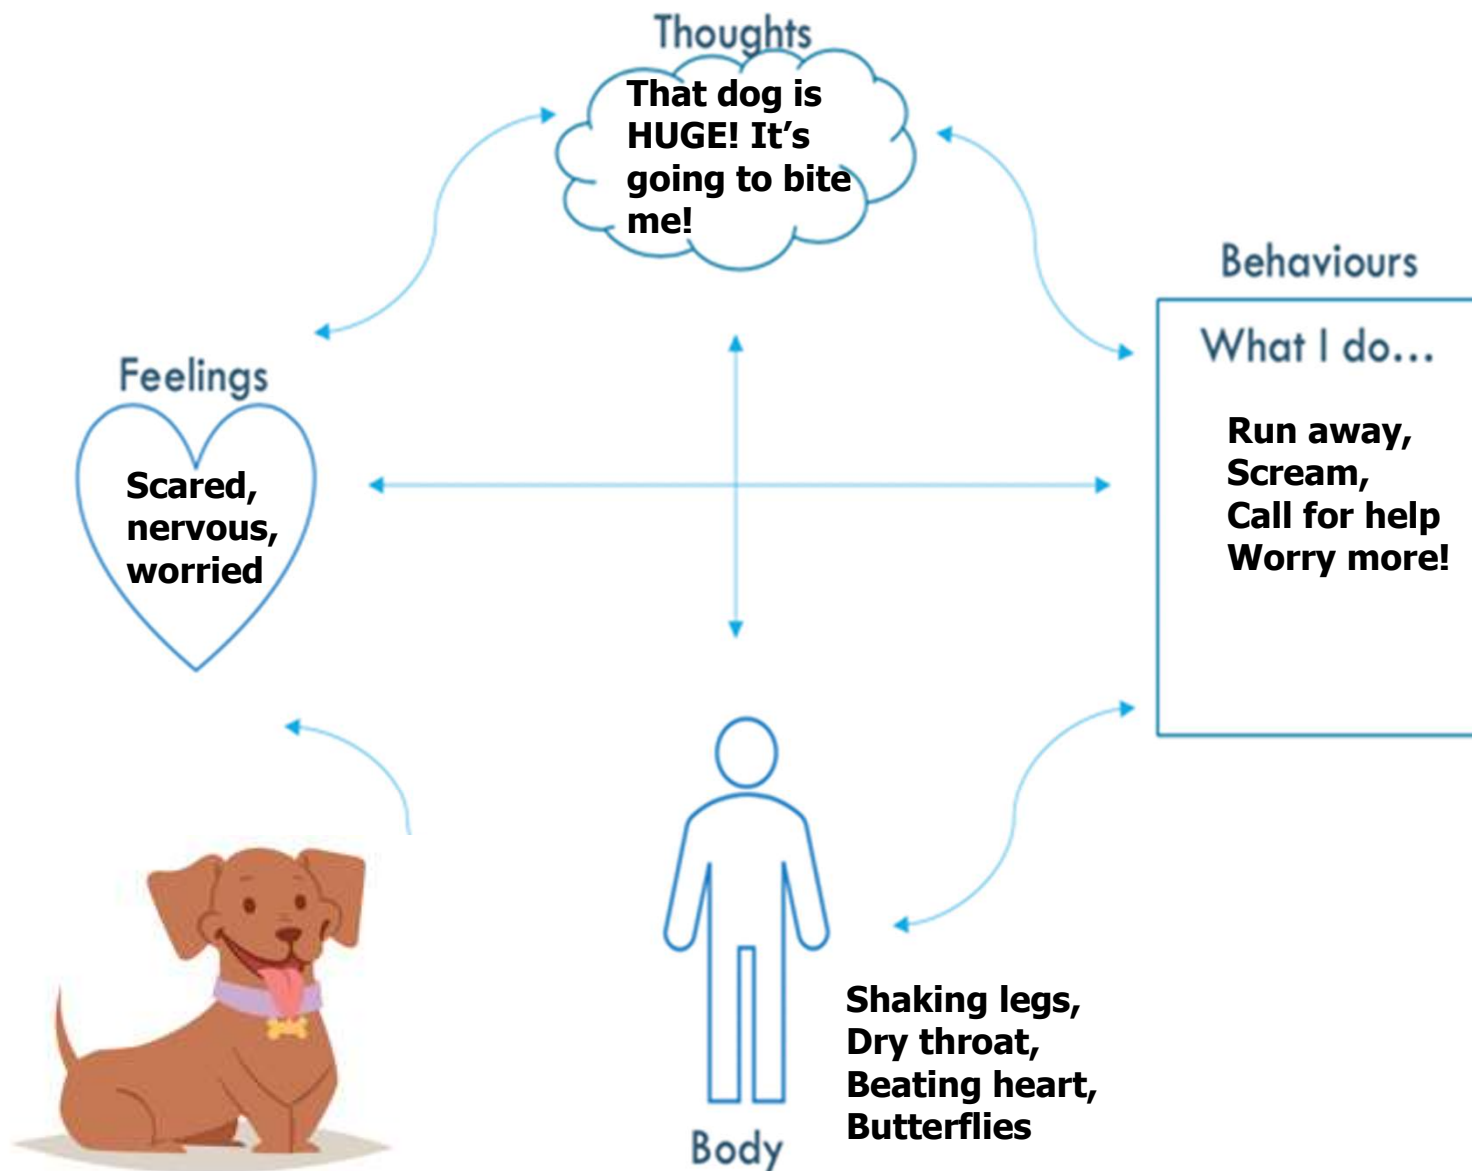 Thoughts
That dog is
HUGE! It’s
going to bite
me!
Behaviours
What I do...
Run away,
Scream,
Call for help
Worry more!
Feelings
Scared,
nervous,
worried
Shaking legs,
Dry throat,
Beating heart,
Butterflies
Body